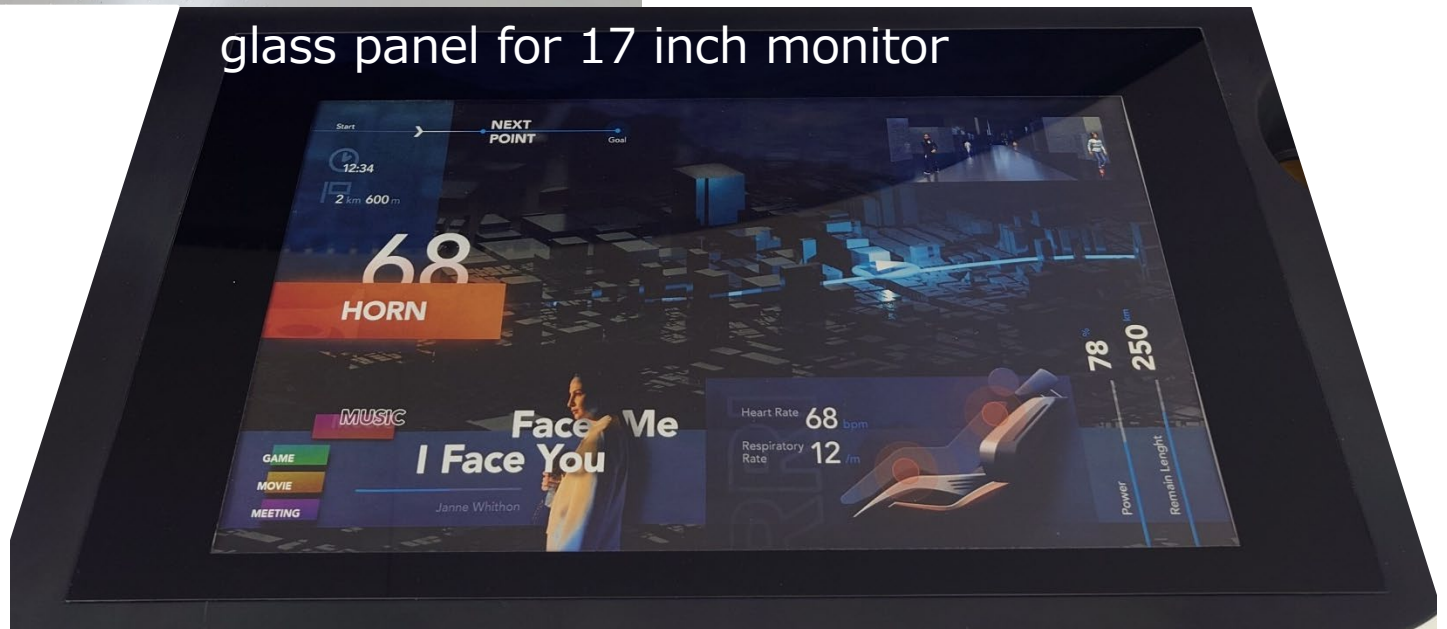 glass panel for 17 inch monitor
Start
NEXT
POINT
Goal
12:34
2 km 600 m
68
HORN
78 %
250 km
MUSIC
Face Me
I Face You
Janne Whithon
GAME
MOVIE
MEETING
Heart Rate 68 bpm
Respiratory
Rate 12 /m
Power
Remain Lenght